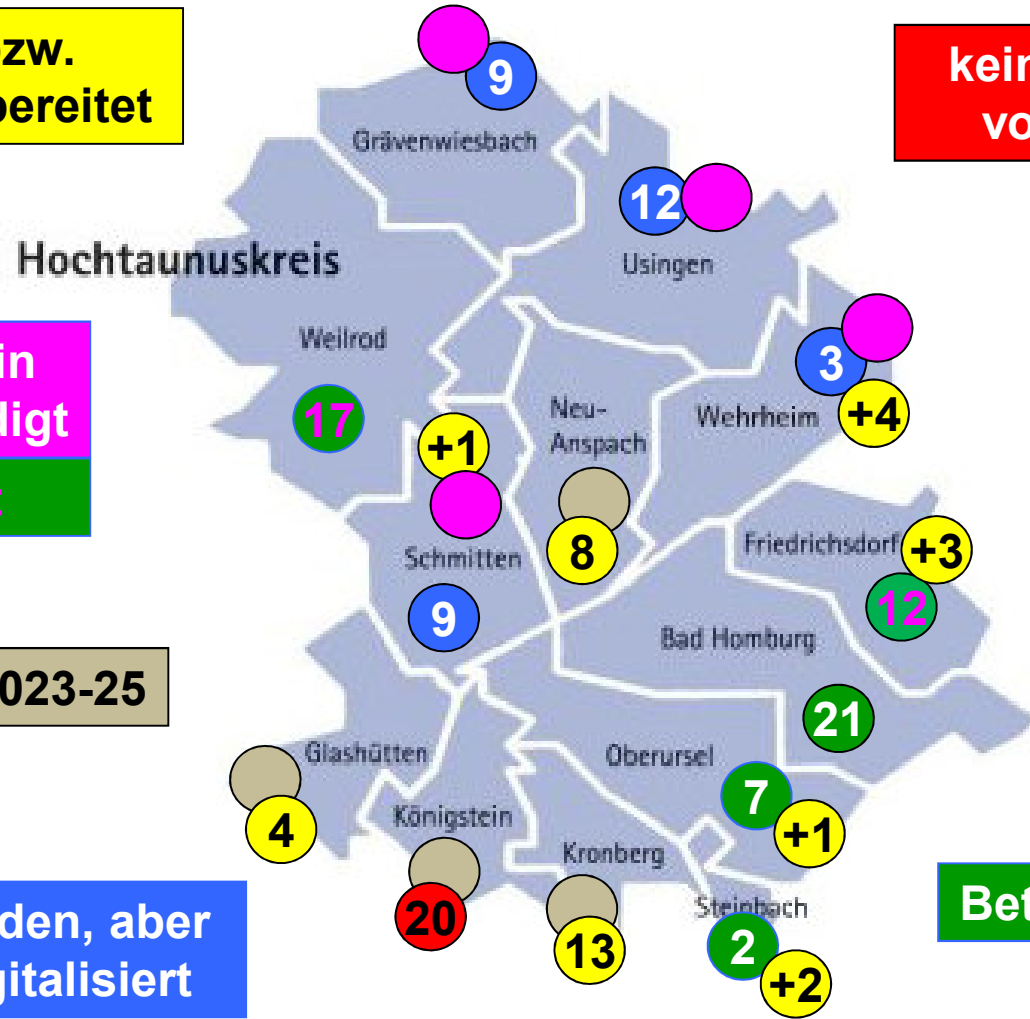 zw.
bereitet
kein
vo
9
Grävenwiesbach
12
Usingen
Hochtaunuskreis
Weilrod
17
in
digt
t
3
Wehrheim
+4
Neu-
Anspach
8
+1
Schmitten
9
Friedrichsdorf
+3
12
Bad Homburg
21
023-25
Glashütten
4
Oberursel
7
+1
Königstein
20
Kronberg
13
Steinbach
2
+2
den, aber
gitalisiert
Bet